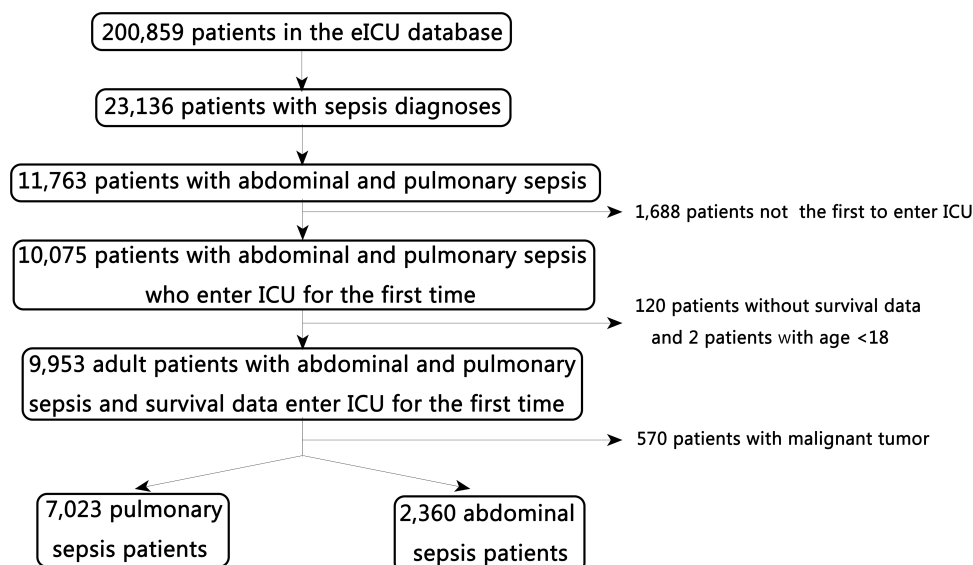 200,859 patients in the eICU database
23,136 patients with sepsis diagnoses
11,763 patients with abdominal and pulmonary sepsis
1,688 patients not  the first to enter ICU
10,075 patients with abdominal and pulmonary sepsis
who enter ICU for the first time
120 patients without survival data
and 2 patients with age <18
9,953 adult patients with abdominal and pulmonary
sepsis and survival data enter ICU for the first time
570 patients with malignant tumor
7,023 pulmonary
sepsis patients
2,360 abdominal
sepsis patients